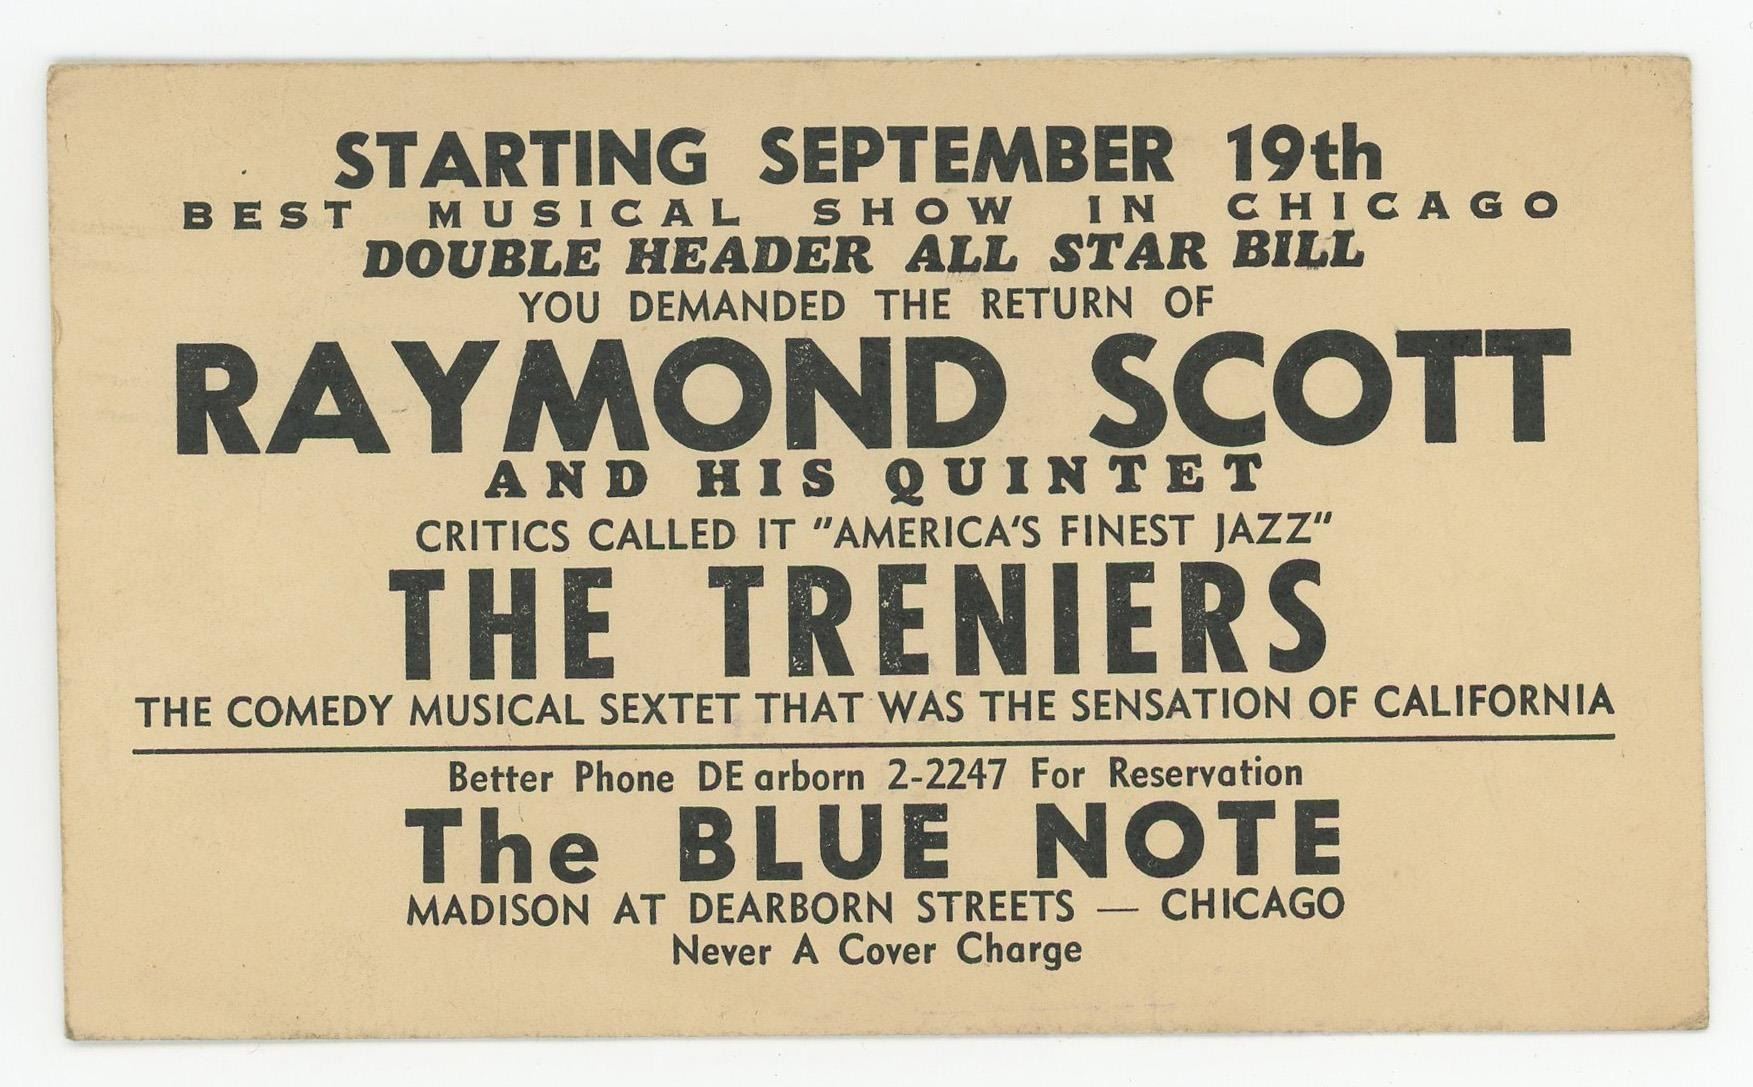 STARTING SEPTEMBER 19th
BEST MUSICAL SHOW IN CHICAGO
DOUBLE HEADER ALL STAR BILL
YOU DEMANDED THE RETURN OF
RAYMOND SCOTT
AND HIS QUINTET
CRITICS CALLED IT "AMERICA'S FINEST JAZZ"
THE TRENIERS
THE COMEDY MUSICAL SEXTET THAT WAS THE SENSATION OF CALIFORNIA
Better Phone DEarborn 2-2247 For Reservation
The BLUE NOTE
MADISON AT DEARBORN STREETS — CHICAGO
Never A Cover Charge